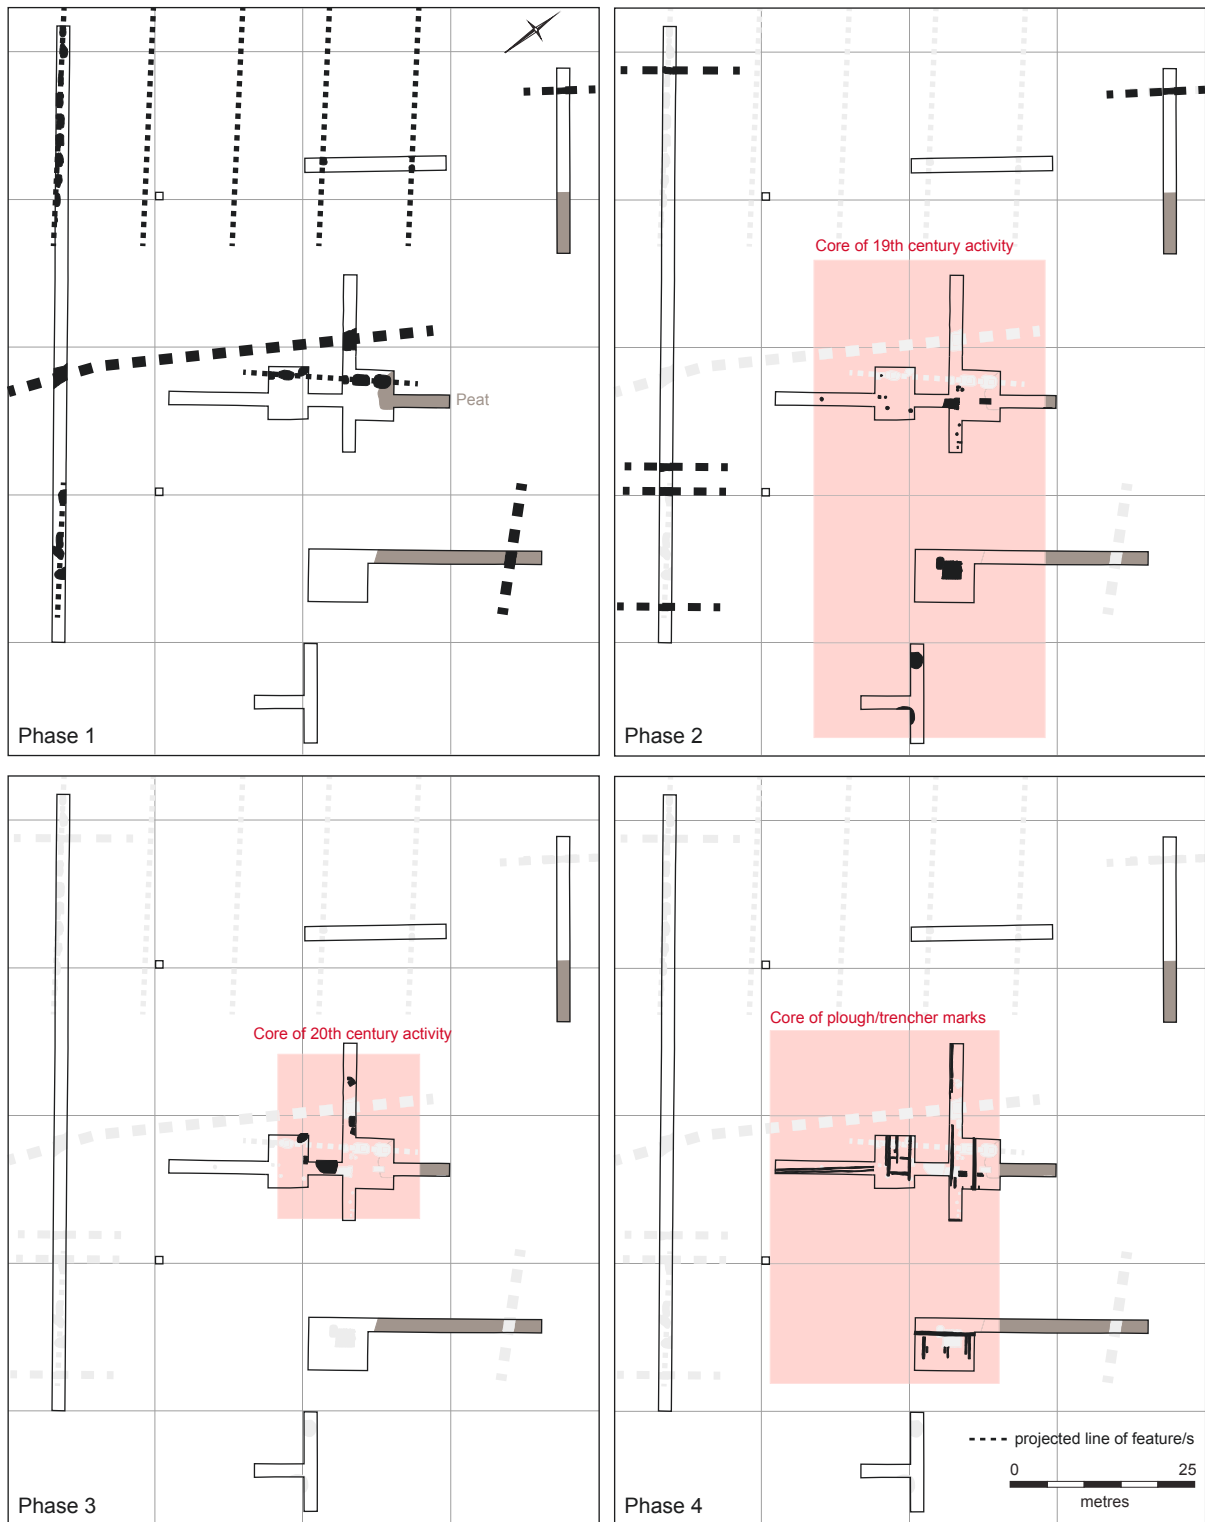 Peat
Phase 1
Core of 19th century activity
Phase 2
Core of 20th century activity
Phase 3
Core of plough/trencher marks
projected line of feature/s
0 25
metres
Phase 4